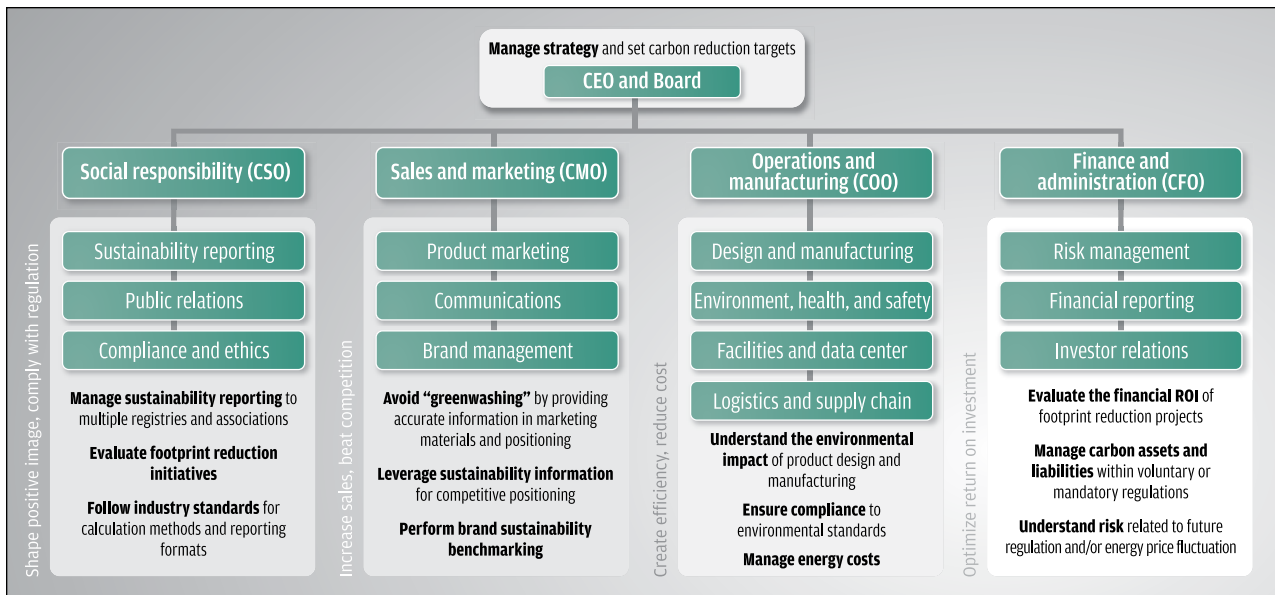 Manage strategy and set carbon reduction targets
CEO and Board
Social responsibility (CSO)
Shape positive image, comply with regulation
Sustainability reporting
Public relations
Compliance and ethics
Manage sustainability reporting to
multiple registries and associations
Evaluate footprint reduction
initiatives
Follow industry standards for
calculation methods and reporting
formats
Sales and marketing (CMO)
Increase sales, beat competition
Product marketing
Communications
Brand management
Avoid “greenwashing” by providing
accurate information in marketing
materials and positioning
Leverage sustainability information
for competitive positioning
Perform brand sustainability
benchmarking
Operations and
manufacturing (COO)
Create efficiency, reduce cost
Design and manufacturing
Environment, health, and safety
Facilities and data center
Logistics and supply chain
Understand the environmental
impact of product design and
manufacturing
Ensure compliance to
environmental standards
Manage energy costs
Finance and
administration (CFO)
Optimize return on investment
Risk management
Financial reporting
Investor relations
Evaluate the financial ROI of
footprint reduction projects
Manage carbon assets and
liabilities within voluntary or
mandatory regulations
Understand risk related to future
regulation and/or energy price fluctuation